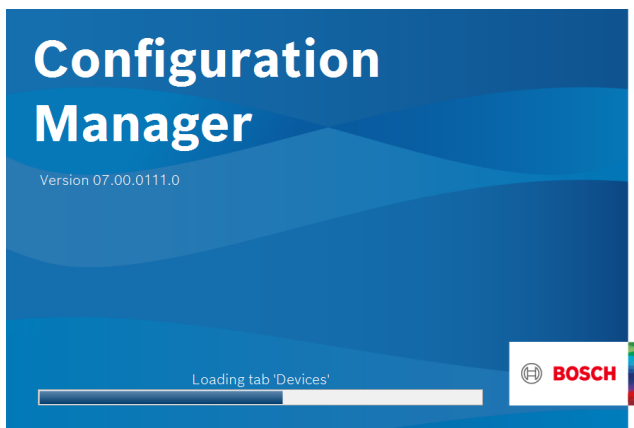 Configuration
Manager
Version 07.00.0111.0
Loading tab 'Devices'
BOSCH